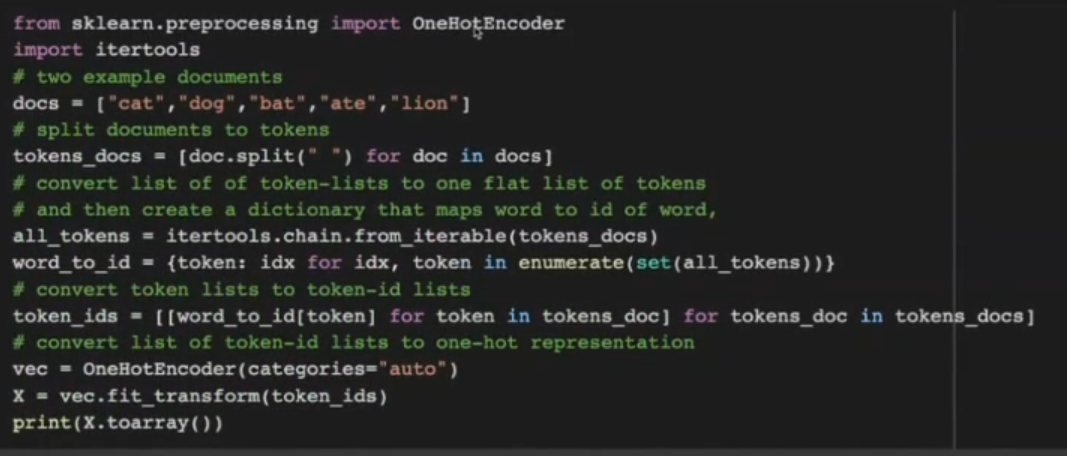 from sklearn.preprocessing import OneHotEncoder
import itertools
# two example documents
docs = ["cat","dog","bat","ate","lion"]
# split documents to tokens
tokens_docs = [doc.split(" ") for doc in docs]
# convert list of of token-lists to one flat list of tokens
# and then create a dictionary that maps word to id of word,
all_tokens = itertools.chain.from_iterable(tokens_docs)
word_to_id = {token: idx for idx, token in enumerate(set(all_tokens))}
# convert token lists to token-id lists
token_ids = [[word_to_id[token] for token in tokens_doc] for tokens_doc in tokens_docs]
# convert list of token-id lists to one-hot representation
vec = OneHotEncoder(categories="auto")
X = vec.fit_transform(token_ids)
print(X.toarray())